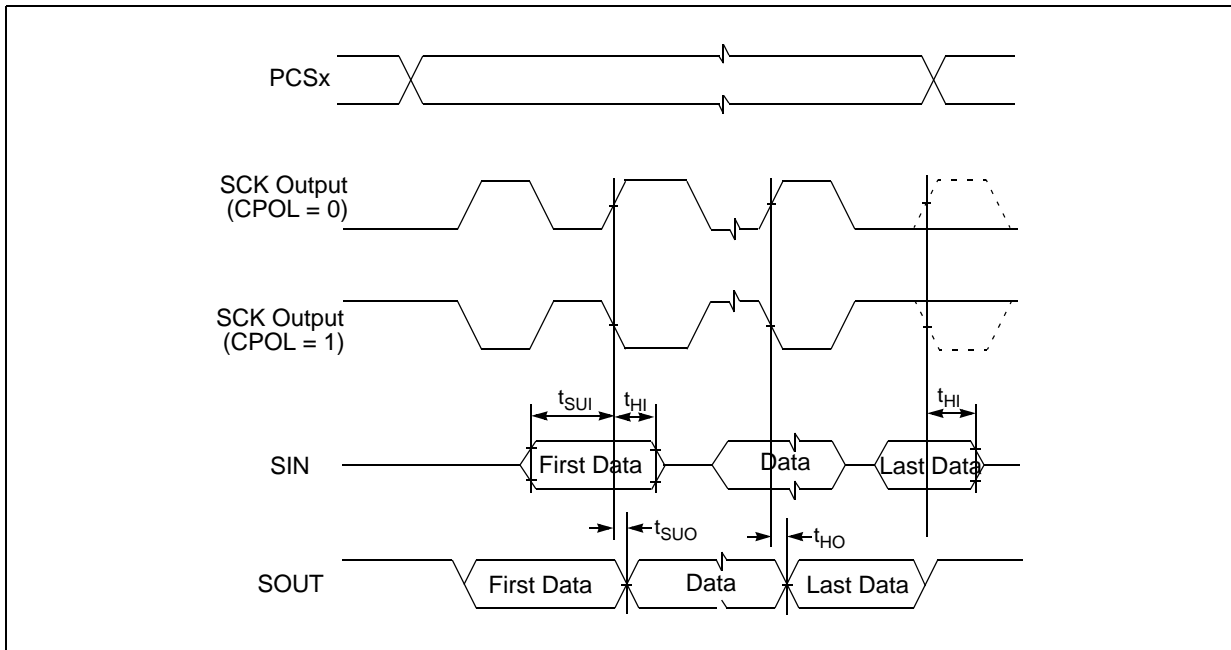 PCSx
SCK Output
(CPOL = 0)
SCK Output
(CPOL = 1)
tSUI
tHI
tHI
SIN
First Data
Data
Last Data
tSUO
tHO
SOUT
First Data
Data
Last Data